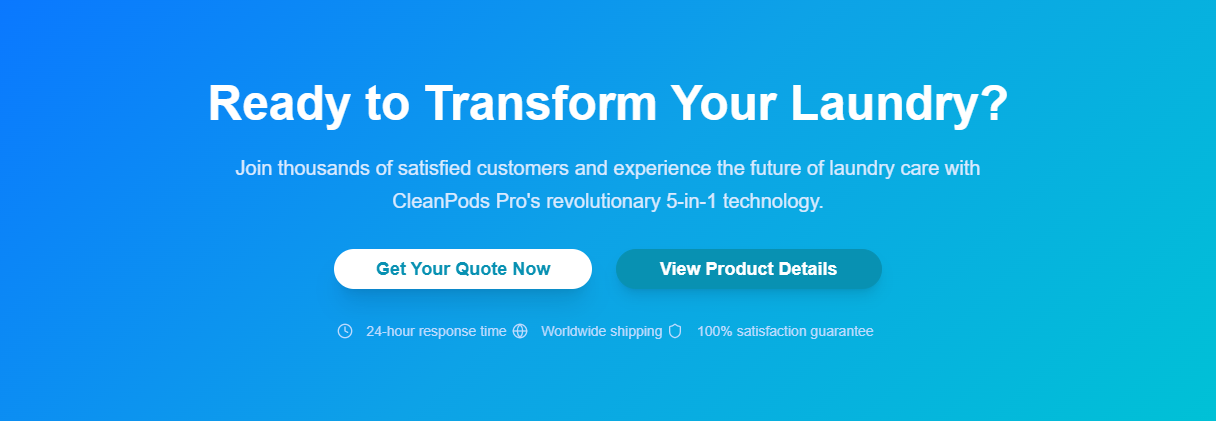 Ready to Transform Your Laundry?
Join thousands of satisfied customers and experience the future of laundry care with
CleanPods Pro's revolutionary 5-in-1 technology.
Get Your Quote Now View Product Details
24-hour response time Worldwide shipping 100% satisfaction guarantee